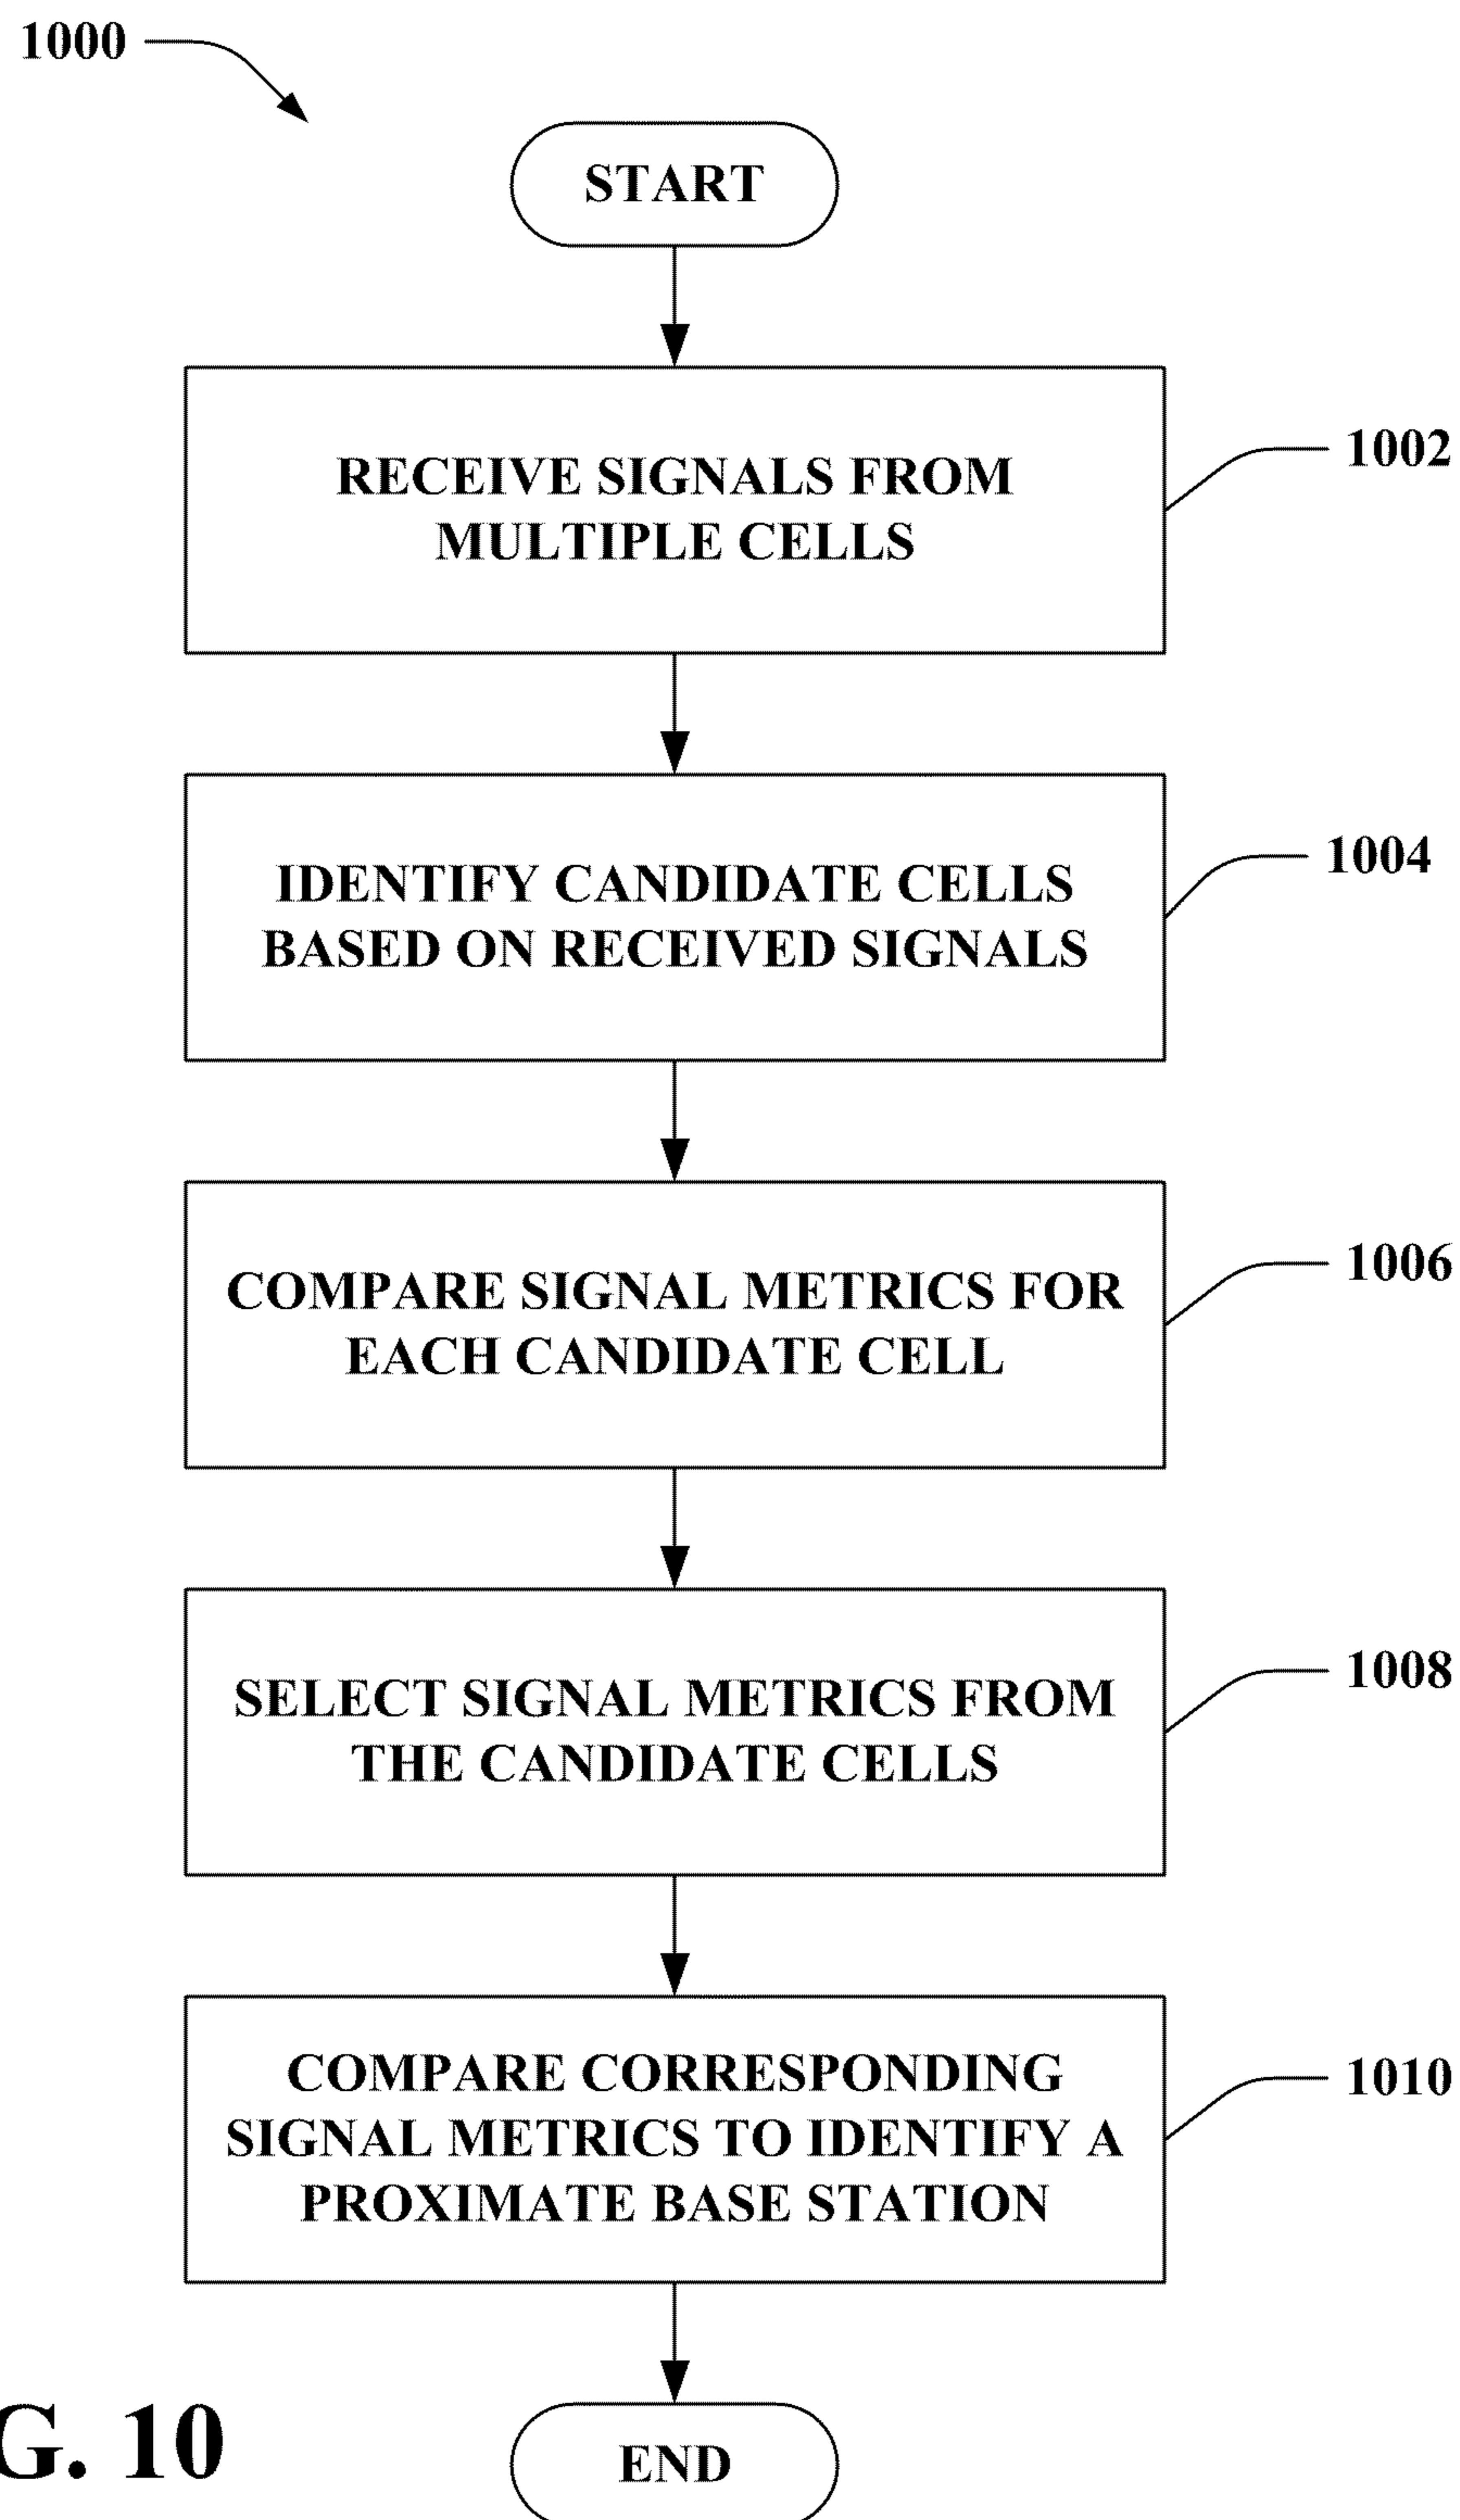 1000
START
RECEIVE SIGNALS FROM
MULTIPLE CELLS
1002
IDENTIFY CANDIDATE CELLS
BASED ON RECEIVED SIGNALS
1004
COMPARE SIGNAL METRICS FOR
EACH CANDIDATE CELL
1006
SELECT SIGNAL METRICS FROM
THE CANDIDATE CELLS
1008
COMPARE CORRESPONDING
SIGNAL METRICS TO IDENTIFY A
PROXIMATE BASE STATION
1010
END
G. 10